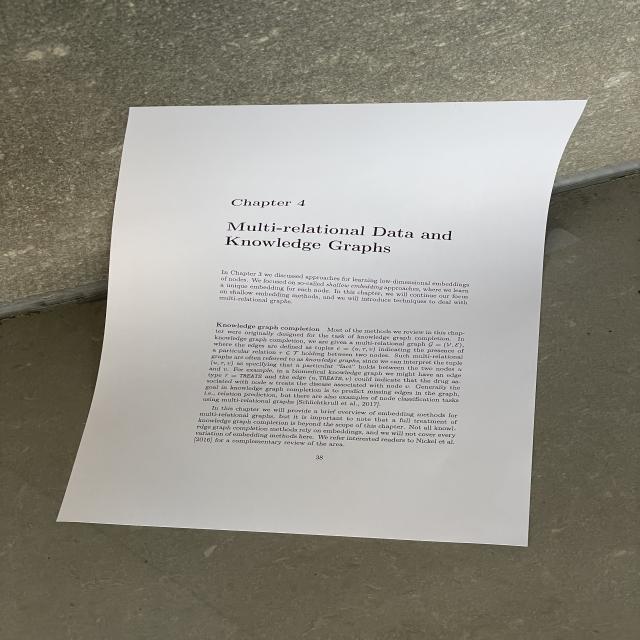 Chapter 4
Multi-relational Data and
Knowledge Graphs
In Chapter 3 we discussed approaches for learning low-dimensional embeddings
of nodes. We focused on so-called shallow embedding approaches, where we learn
a unique embedding for each node. In this chapter, we will continue our focus
on shallow embedding methods, and we will introduce techniques to deal with
multi-relational graphs.
Knowledge graph completion Most of the methods we review in this chap-
ter were originally designed for the task of knowledge graph completion. In
knowledge graph completion, we are given a multi-relational graph G = (V, E),
where the edges are defined as tuples e = (u, τ, v) indicating the presence of
a particular relation τ ∈ T holding between two nodes. Such multi-relational
graphs are often referred to as knowledge graphs, since we can interpret the tuple
(u, τ, v) as specifying that a particular "fact" holds between the two nodes u
and v. For example, in a biomedical knowledge graph we might have an edge
type τ = TREATS and the edge (u, TREATS, v) could indicate that the drug as-
sociated with node u treats the disease associated with node v. Generally, the
goal in knowledge graph completion is to predict missing edges in the graph,
i.e., relation prediction, but there are also examples of node classification tasks
using multi-relational graphs [Schlichtkrull et al., 2017].
In this chapter we will provide a brief overview of embedding methods for
multi-relational graphs, but it is important to note that a full treatment of
knowledge graph completion is beyond the scope of this chapter. Not all knowl-
edge graph completion methods rely on embeddings, and we will not cover every
variation of embedding methods here. We refer interested readers to Nickel et al.
[2016] for a complementary review of the area.
38